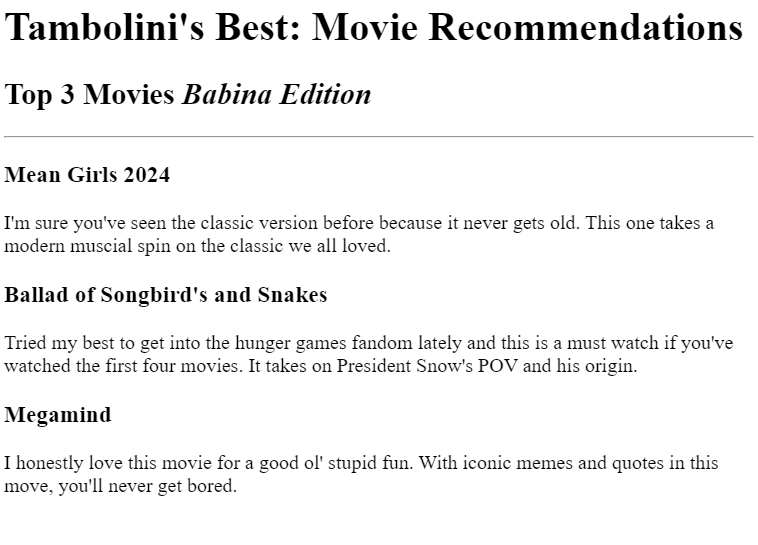 Tambolini's Best: Movie Recommendations
Top 3 Movies Babina Edition
Mean Girls 2024
I'm sure you've seen the classic version before because it never gets old. This one takes a
modern muscial spin on the classic we all loved.
Ballad of Songbird's and Snakes
Tried my best to get into the hunger games fandom lately and this is a must watch if you've
watched the first four movies. It takes on President Snow's POV and his origin.
Megamind
I honestly love this movie for a good ol' stupid fun. With iconic memes and quotes in this
move, you'll never get bored.